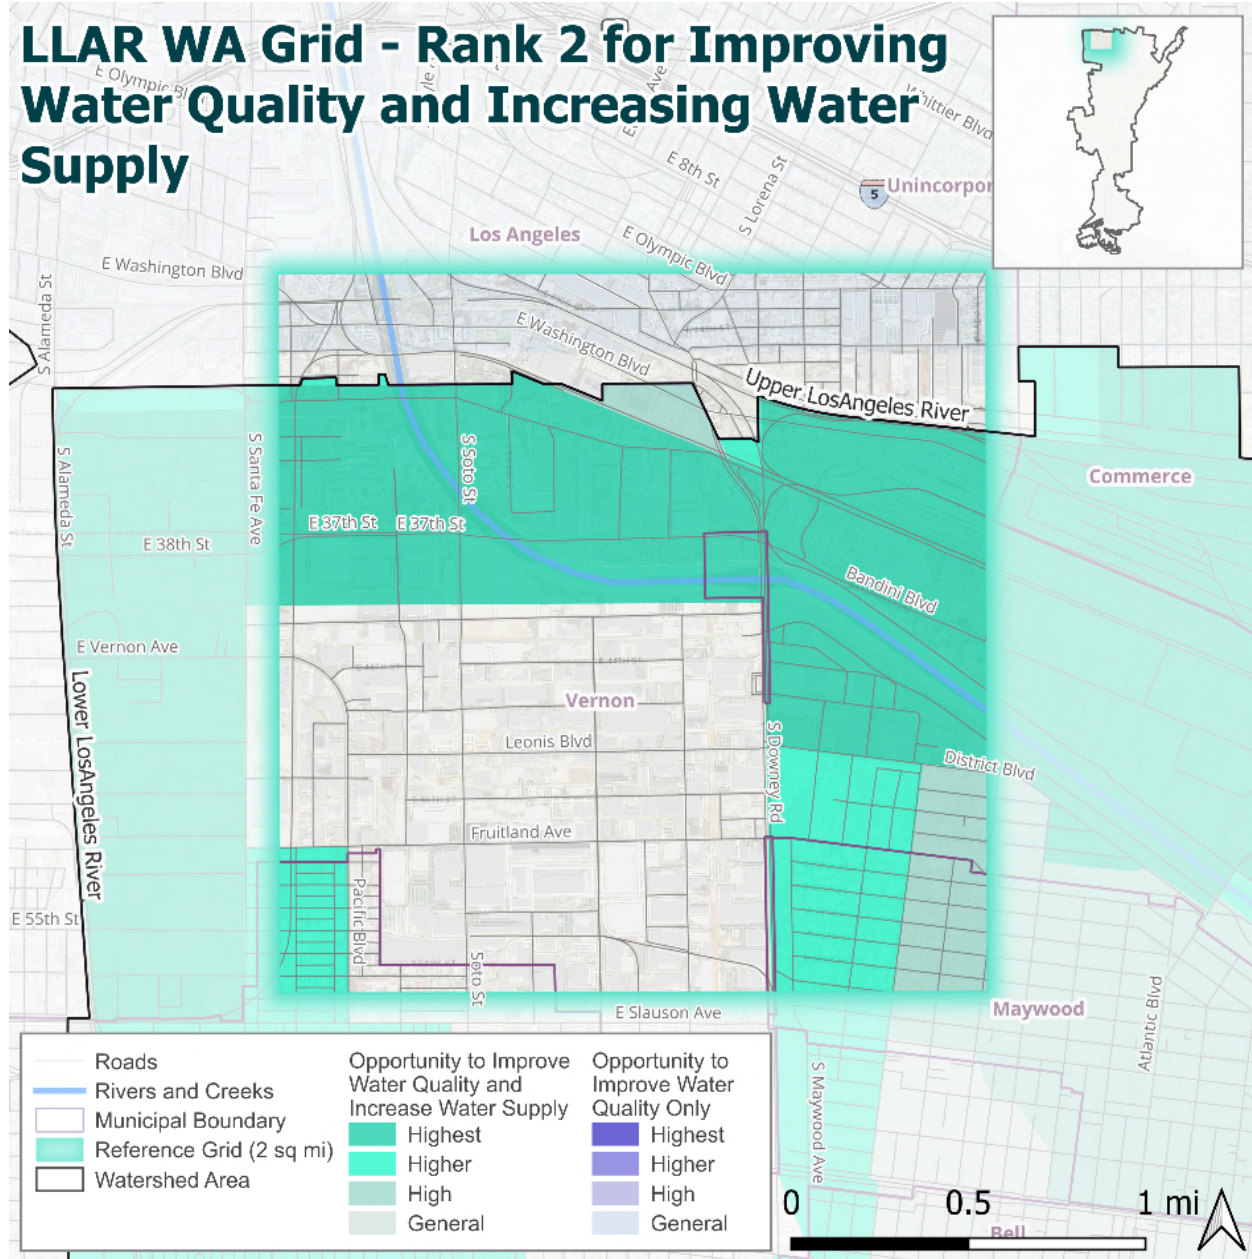 LLAR WA Grid - Rank 2 for Improving
Water Quality and Increasing Water
Supply
E Olympic Bl
Ave
Whittier Blvd
E 8th St
S Lorena St
5
Unincorpor
Los Angeles
E Olympic Blvd
E Washington Blvd
S Alameda St
E Washington Blvd
Upper LosAngeles River
S Alameda St
S Santa Fe Ave
S Soto St
Commerce
E 37th St
E 37th St
E 38th St
Bandini Blvd
E Vernon Ave
Lower LosAngeles River
Vernon
Leonis Blvd
S Downey Rd
District Blvd
Fruitland Ave
Pacific Blvd
E 55th St
Soto St
E Slauson Ave
Maywood
Atlantic Blvd
S Maywood Ave
Bell
Roads
Rivers and Creeks
Municipal Boundary
Reference Grid (2 sq mi)
Watershed Area
Opportunity to Improve
Water Quality and
Increase Water Supply
Highest
Higher
High
General
Opportunity to
Improve Water
Quality Only
Highest
Higher
High
General
0 0.5 1 mi